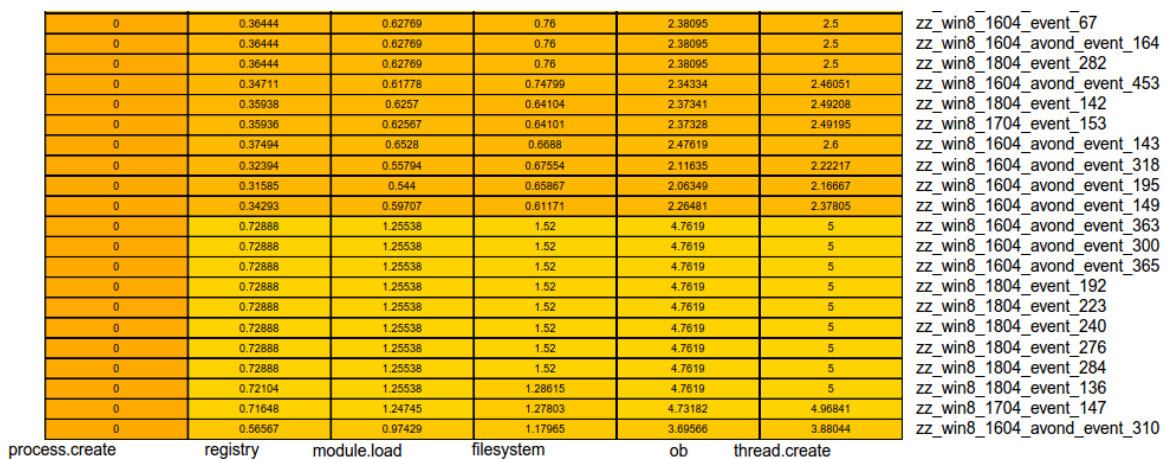 0 0.36444 0.62769 0.76 2.38095 2.5 zz_win8_1604_event_67
0 0.36444 0.62769 0.76 2.38095 2.5 zz_win8_1604_avond_event_164
0 0.36444 0.62769 0.76 2.38095 2.5 zz_win8_1804_event_282
0 0.34711 0.61778 0.74799 2.34334 2.46051 zz_win8_1604_avond_event_453
0 0.35938 0.6257 0.64104 2.37341 2.49208 zz_win8_1804_event_142
0 0.35936 0.62567 0.64101 2.37328 2.49195 zz_win8_1704_event_153
0 0.37494 0.6528 0.6688 2.47619 2.6 zz_win8_1604_avond_event_143
0 0.32394 0.55794 0.67554 2.11635 2.22217 zz_win8_1604_avond_event_318
0 0.31585 0.544 0.65867 2.06349 2.16667 zz_win8_1604_avond_event_195
0 0.34293 0.59707 0.61171 2.26481 2.37805 zz_win8_1604_avond_event_149
0 0.72888 1.25538 1.52 4.7619 5 zz_win8_1604_avond_event_363
0 0.72888 1.25538 1.52 4.7619 5 zz_win8_1604_avond_event_300
0 0.72888 1.25538 1.52 4.7619 5 zz_win8_1604_avond_event_365
0 0.72888 1.25538 1.52 4.7619 5 zz_win8_1804_event_192
0 0.72888 1.25538 1.52 4.7619 5 zz_win8_1804_event_223
0 0.72888 1.25538 1.52 4.7619 5 zz_win8_1804_event_240
0 0.72888 1.25538 1.52 4.7619 5 zz_win8_1804_event_276
0 0.72888 1.25538 1.52 4.7619 5 zz_win8_1804_event_284
0 0.72104 1.25538 1.28615 4.7619 5 zz_win8_1804_event_136
0 0.71648 1.24745 1.27803 4.73182 4.96841 zz_win8_1704_event_147
0 0.56567 0.97429 1.17965 3.69566 3.88044 zz_win8_1604_avond_event_310
process.create registry module.load filesystem ob thread.create